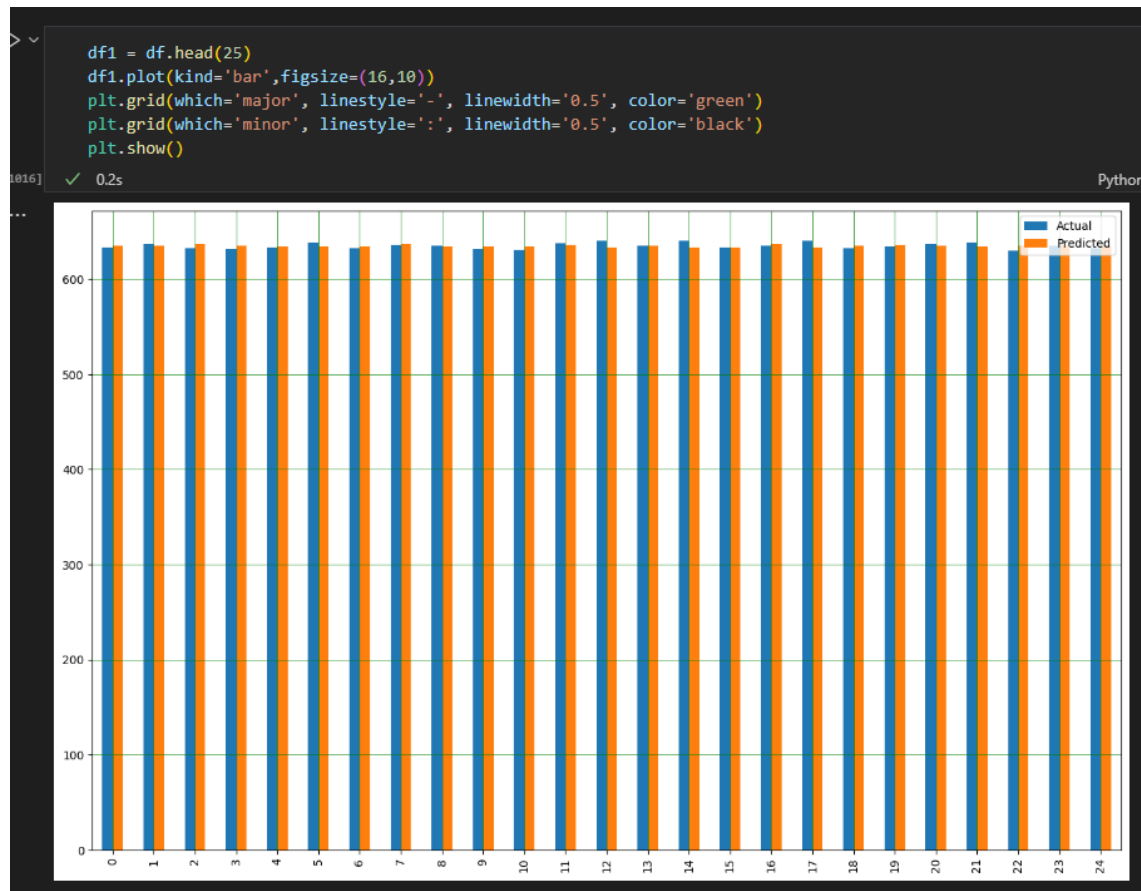 df1 = df.head(25)
df1.plot(kind='bar',figsize=(16,10))
plt.grid(which='major', linestyle='-', linewidth='0.5', color='green')
plt.grid(which='minor', linestyle=':', linewidth='0.5', color='black')
plt.show()
1016] ✓ 0.2s Python
...
Actual
Predicted
600
500
400
300
200
100
0
0 1 2 3 4 5 6 7 8 9 10 11 12 13 14 15 16 17 18 19 20 21 22 23 24